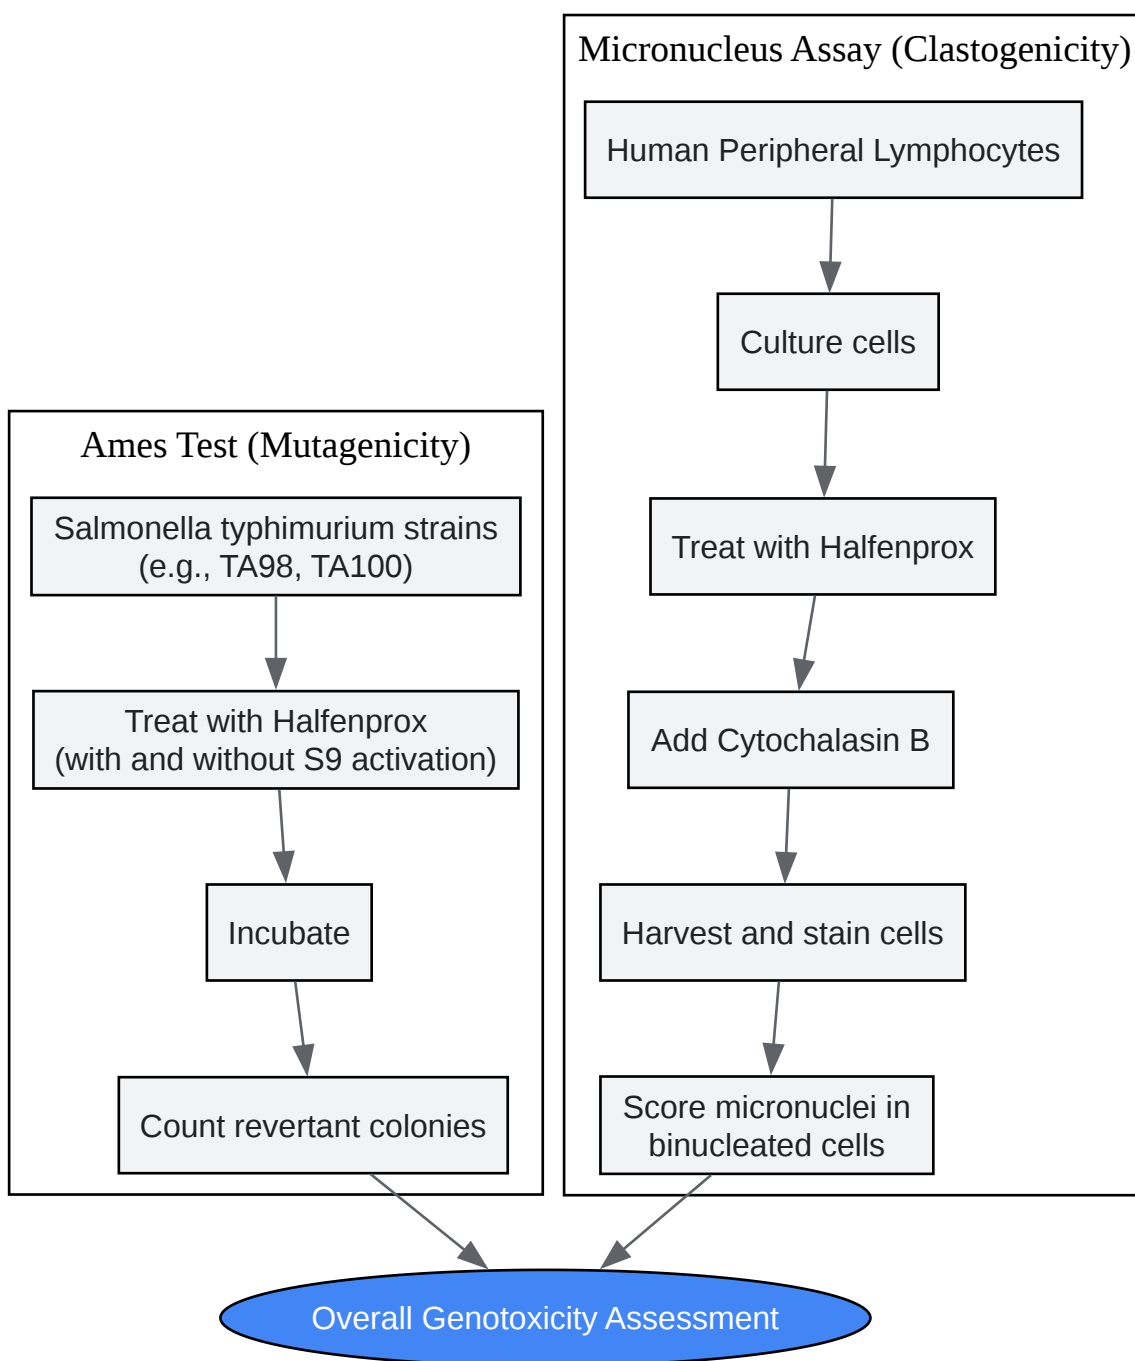 Micronucleus Assay (Clastogenicity)
Human Peripheral Lymphocytes
Culture cells
Treat with Halfenprox
Add Cytochalasin B
Harvest and stain cells
Score micronuclei in
binucleated cells
Ames Test (Mutagenicity)
Salmonella typhimurium strains
(e.g., TA98, TA100)
Treat with Halfenprox
(with and without S9 activation)
Incubate
Count revertant colonies
Overall Genotoxicity Assessment